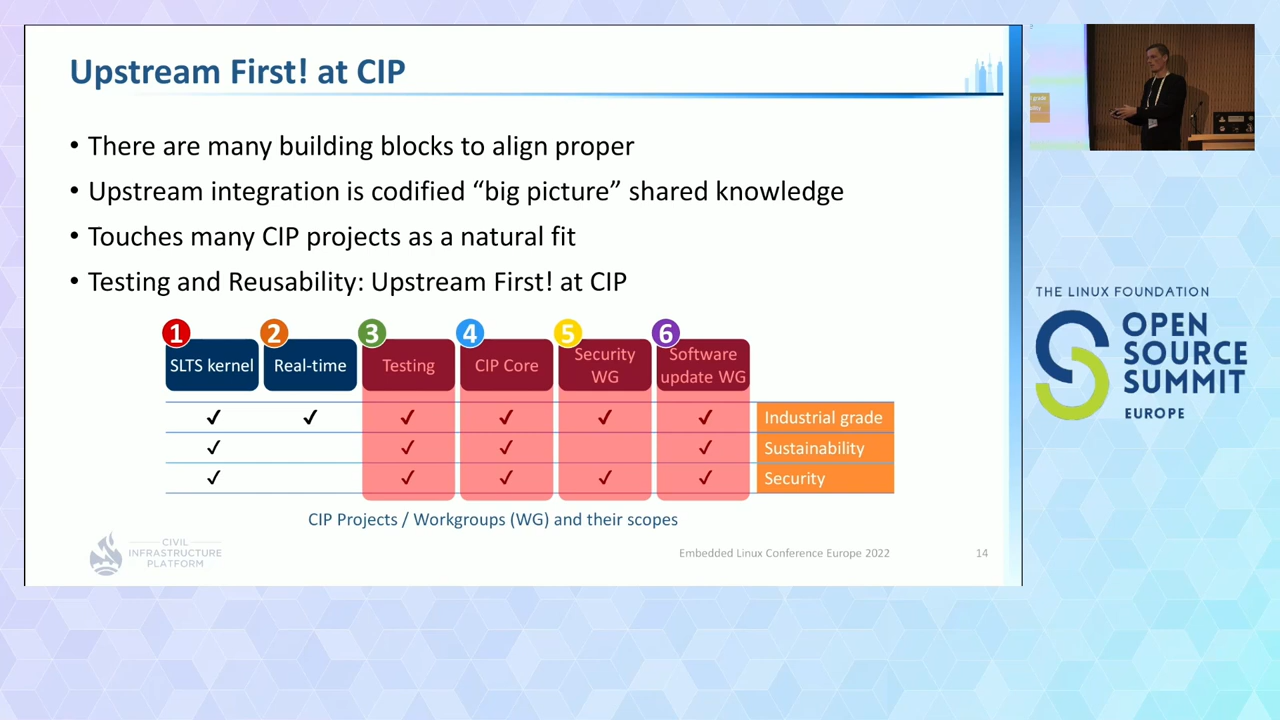 Upstream First! at CIP
• There are many building blocks to align proper
• Upstream integration is codified “big picture” shared knowledge
• Touches many CIP projects as a natural fit
• Testing and Reusability: Upstream First! at CIP
1 2 3 4 5 6
SLTS kernel
Real-time
Testing
CIP Core
Security
WG
Software
update WG
✓ ✓ ✓ ✓ ✓ ✓ Industrial grade
✓ ✓ ✓ ✓ Sustainability
✓ ✓ ✓ ✓ ✓ Security
CIP Projects / Workgroups (WG) and their scopes
CIVIL
INFRASTRUCTURE
PLATFORM
Embedded Linux Conference Europe 2022
14
THE LINUX FOUNDATION
OPEN
SOURCE
SUMMIT
EUROPE